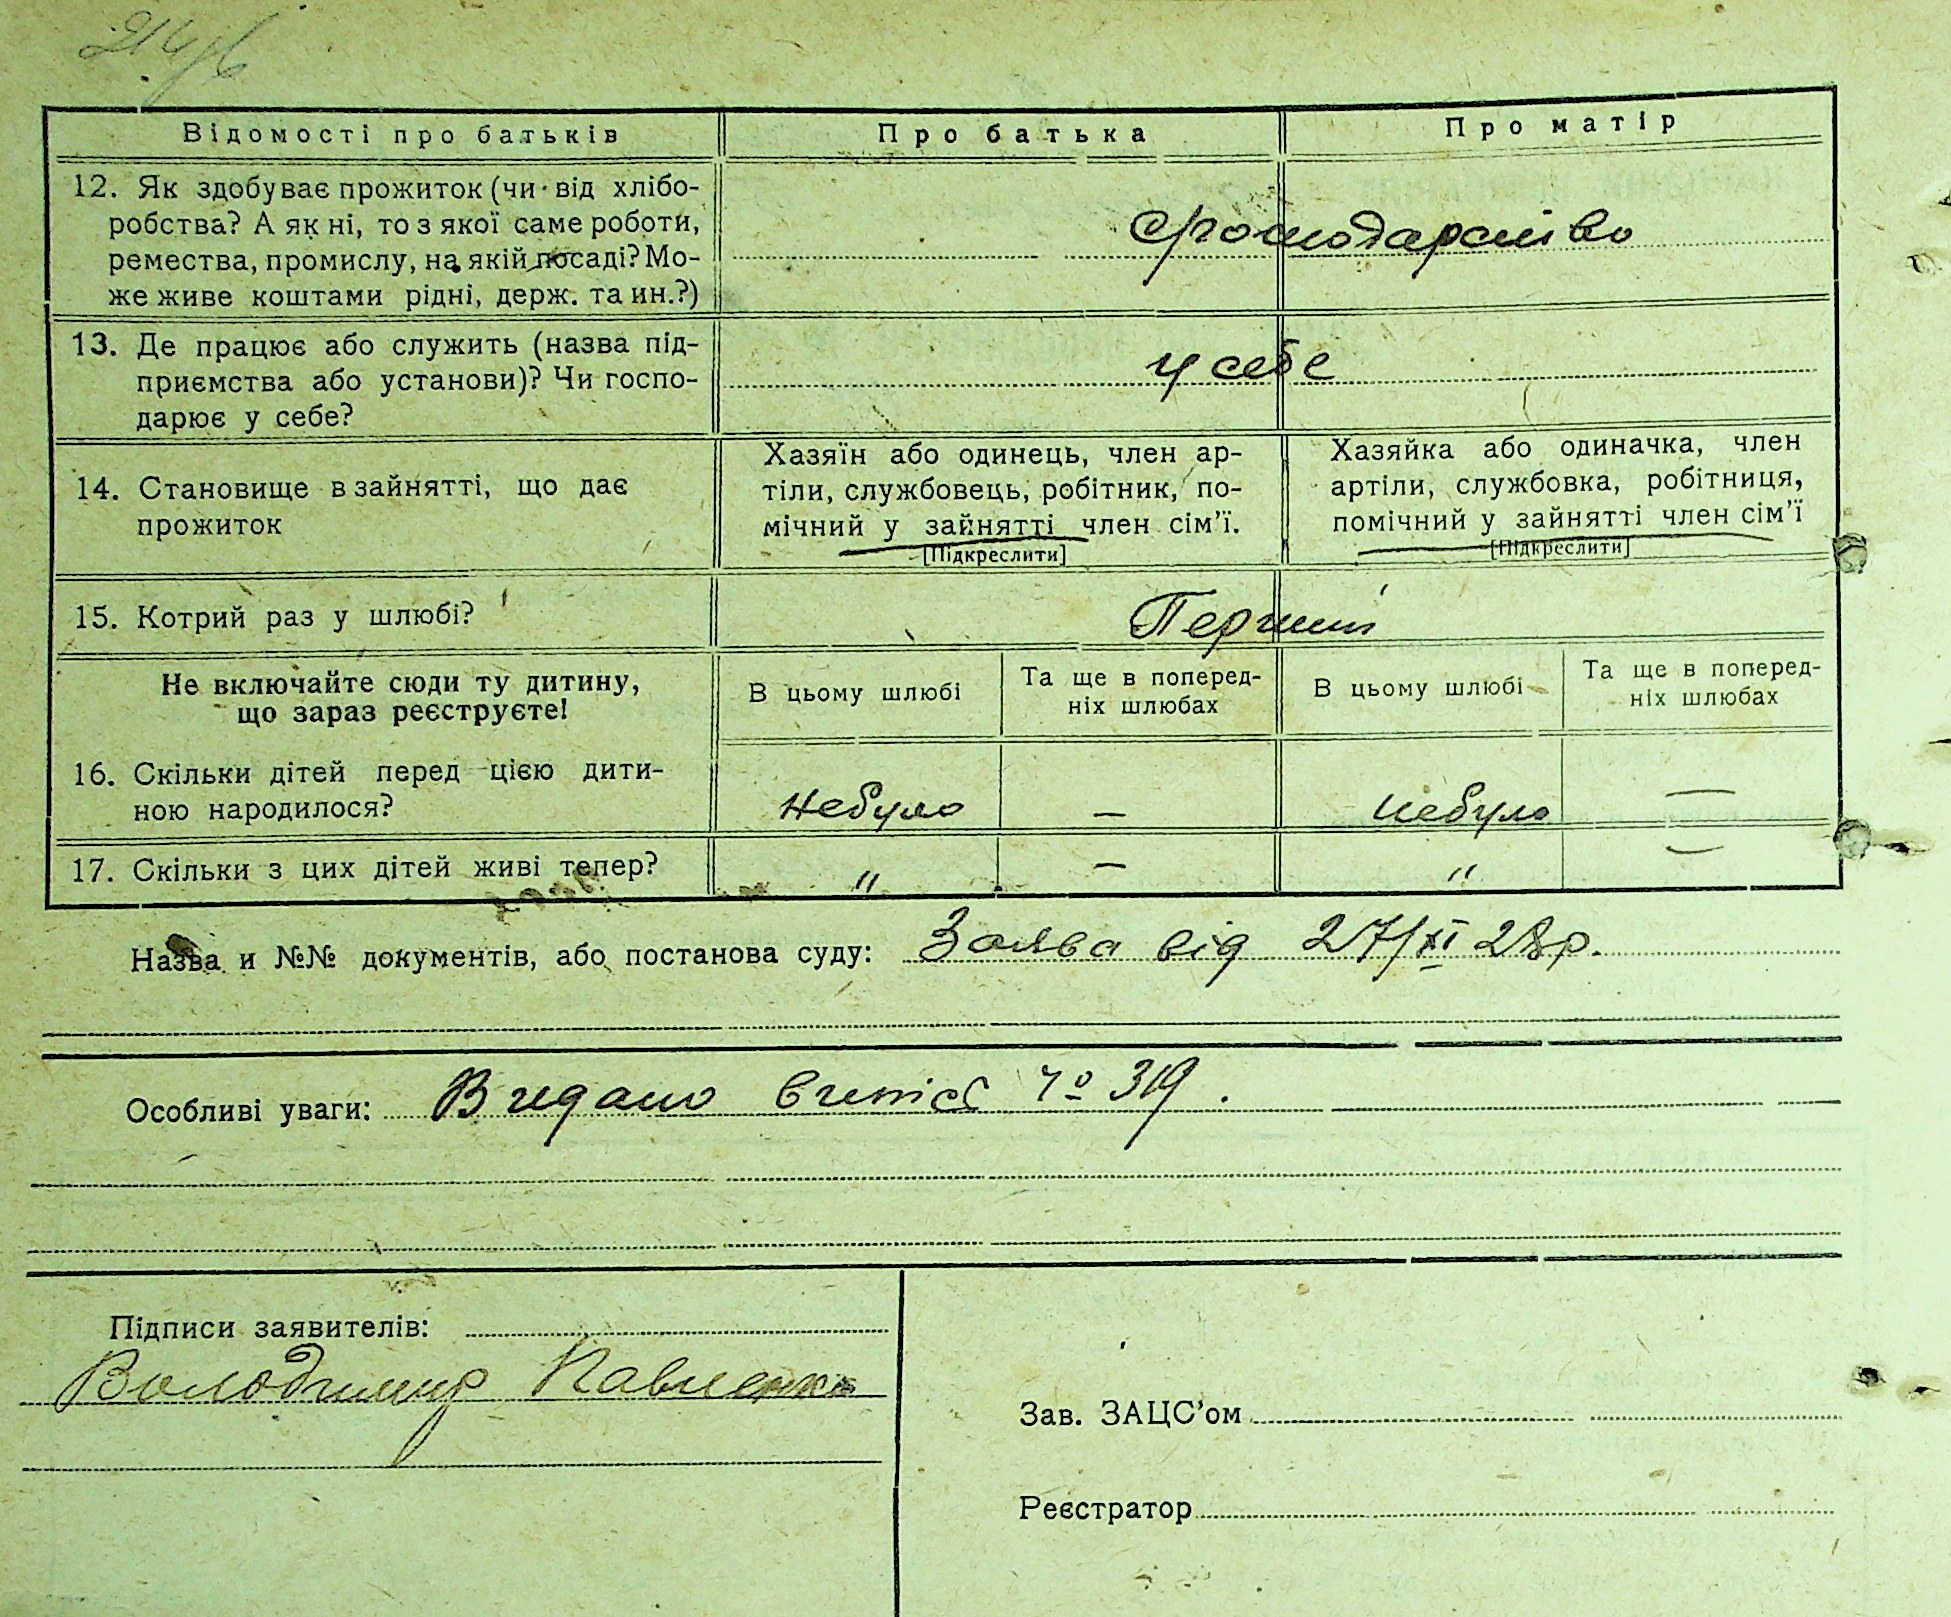 Відомості про батьків Про батька Про матір
12. Як здобуває прожиток (чи від хлібо-
робства? А як ні, то з якої саме роботи,
ремества, промислу, на якій посаді? Мо-
же живе коштами рідні, держ. та ин.?)
13. Де працює або служить (назва під-
приємства або установи)? Чи госпо-
дарює у себе?
у себе
14. Становище в зайнятті, що дає
прожиток
Хазяїн або одинець, член ар-
тіли, службовець, робітник, по-
мічний у зайнятті член сім’ї.
[Підкреслити]
Хазяйка або одиначка, член
артіли, службовка, робітниця,
помічний у зайнятті член сім’ї
[Підкреслити]
15. Котрий раз у шлюбі?
Перший
Не включайте сюди ту дитину,
що зараз реєструєте!
В цьому шлюбі
Та ще в поперед-
ніх шлюбах
В цьому шлюбі
Та ще в поперед-
ніх шлюбах
16. Скільки дітей перед цією дити-
ною народилося?
Небуло — небуло —
17. Скільки з цих дітей живі тепер? " — " —
Назва и №№ документів, або постанова суду: Заява від 27/XI 28р.
Особливі уваги: Видано витяг № 319.
Підписи заявителів:
Володимир Павленко
Зав. ЗАЦС’ом
Реєстратор